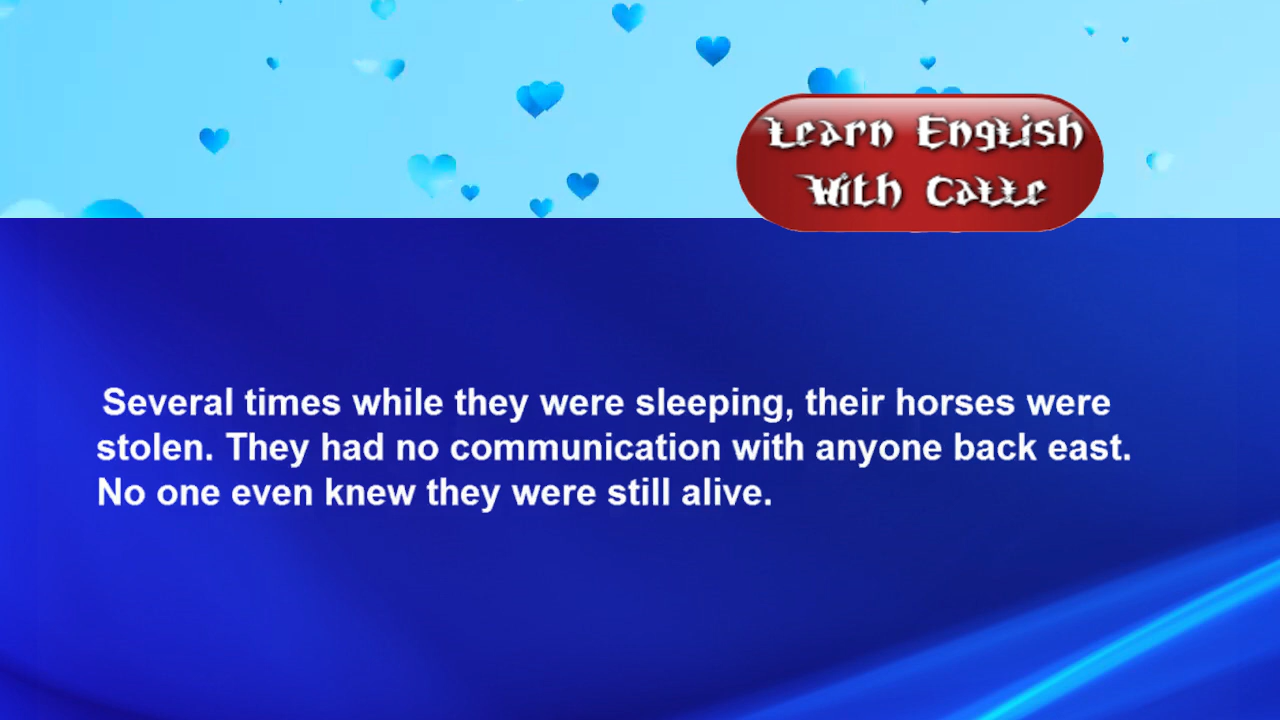 Learn English
With
Several times while they were sleeping, their horses were
stolen. They had no communication with anyone back east.
No one even knew they were still alive.